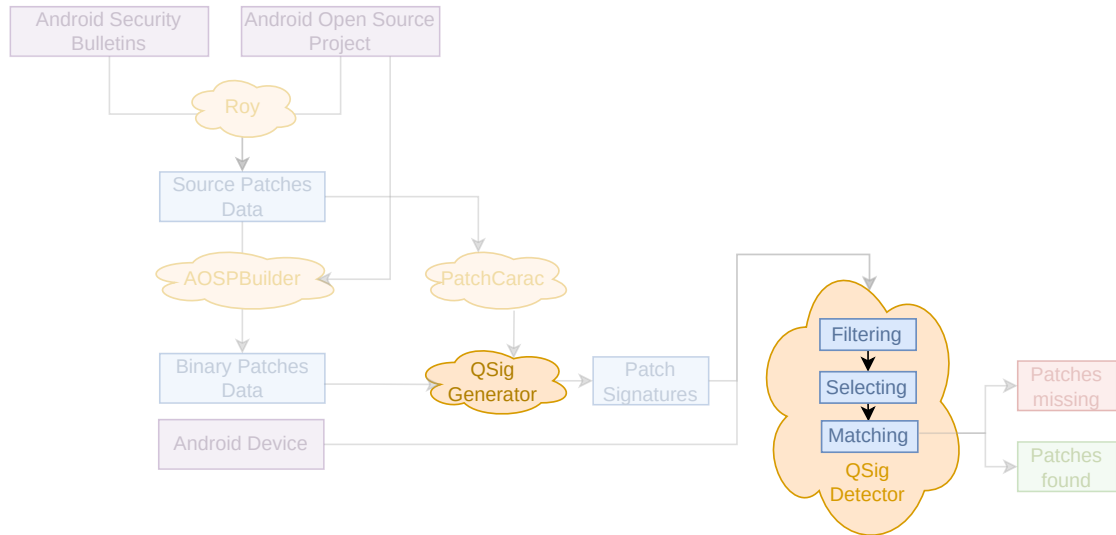 Android Security
Bulletins
Android Open Source
Project
Roy
Source Patches
Data
AOSPBuilder
PatchCarac
Binary Patches
Data
QSig
Generator
Patch
Signatures
Android Device
Filtering
Selecting
Matching
QSig
Detector
Patches
missing
Patches
found